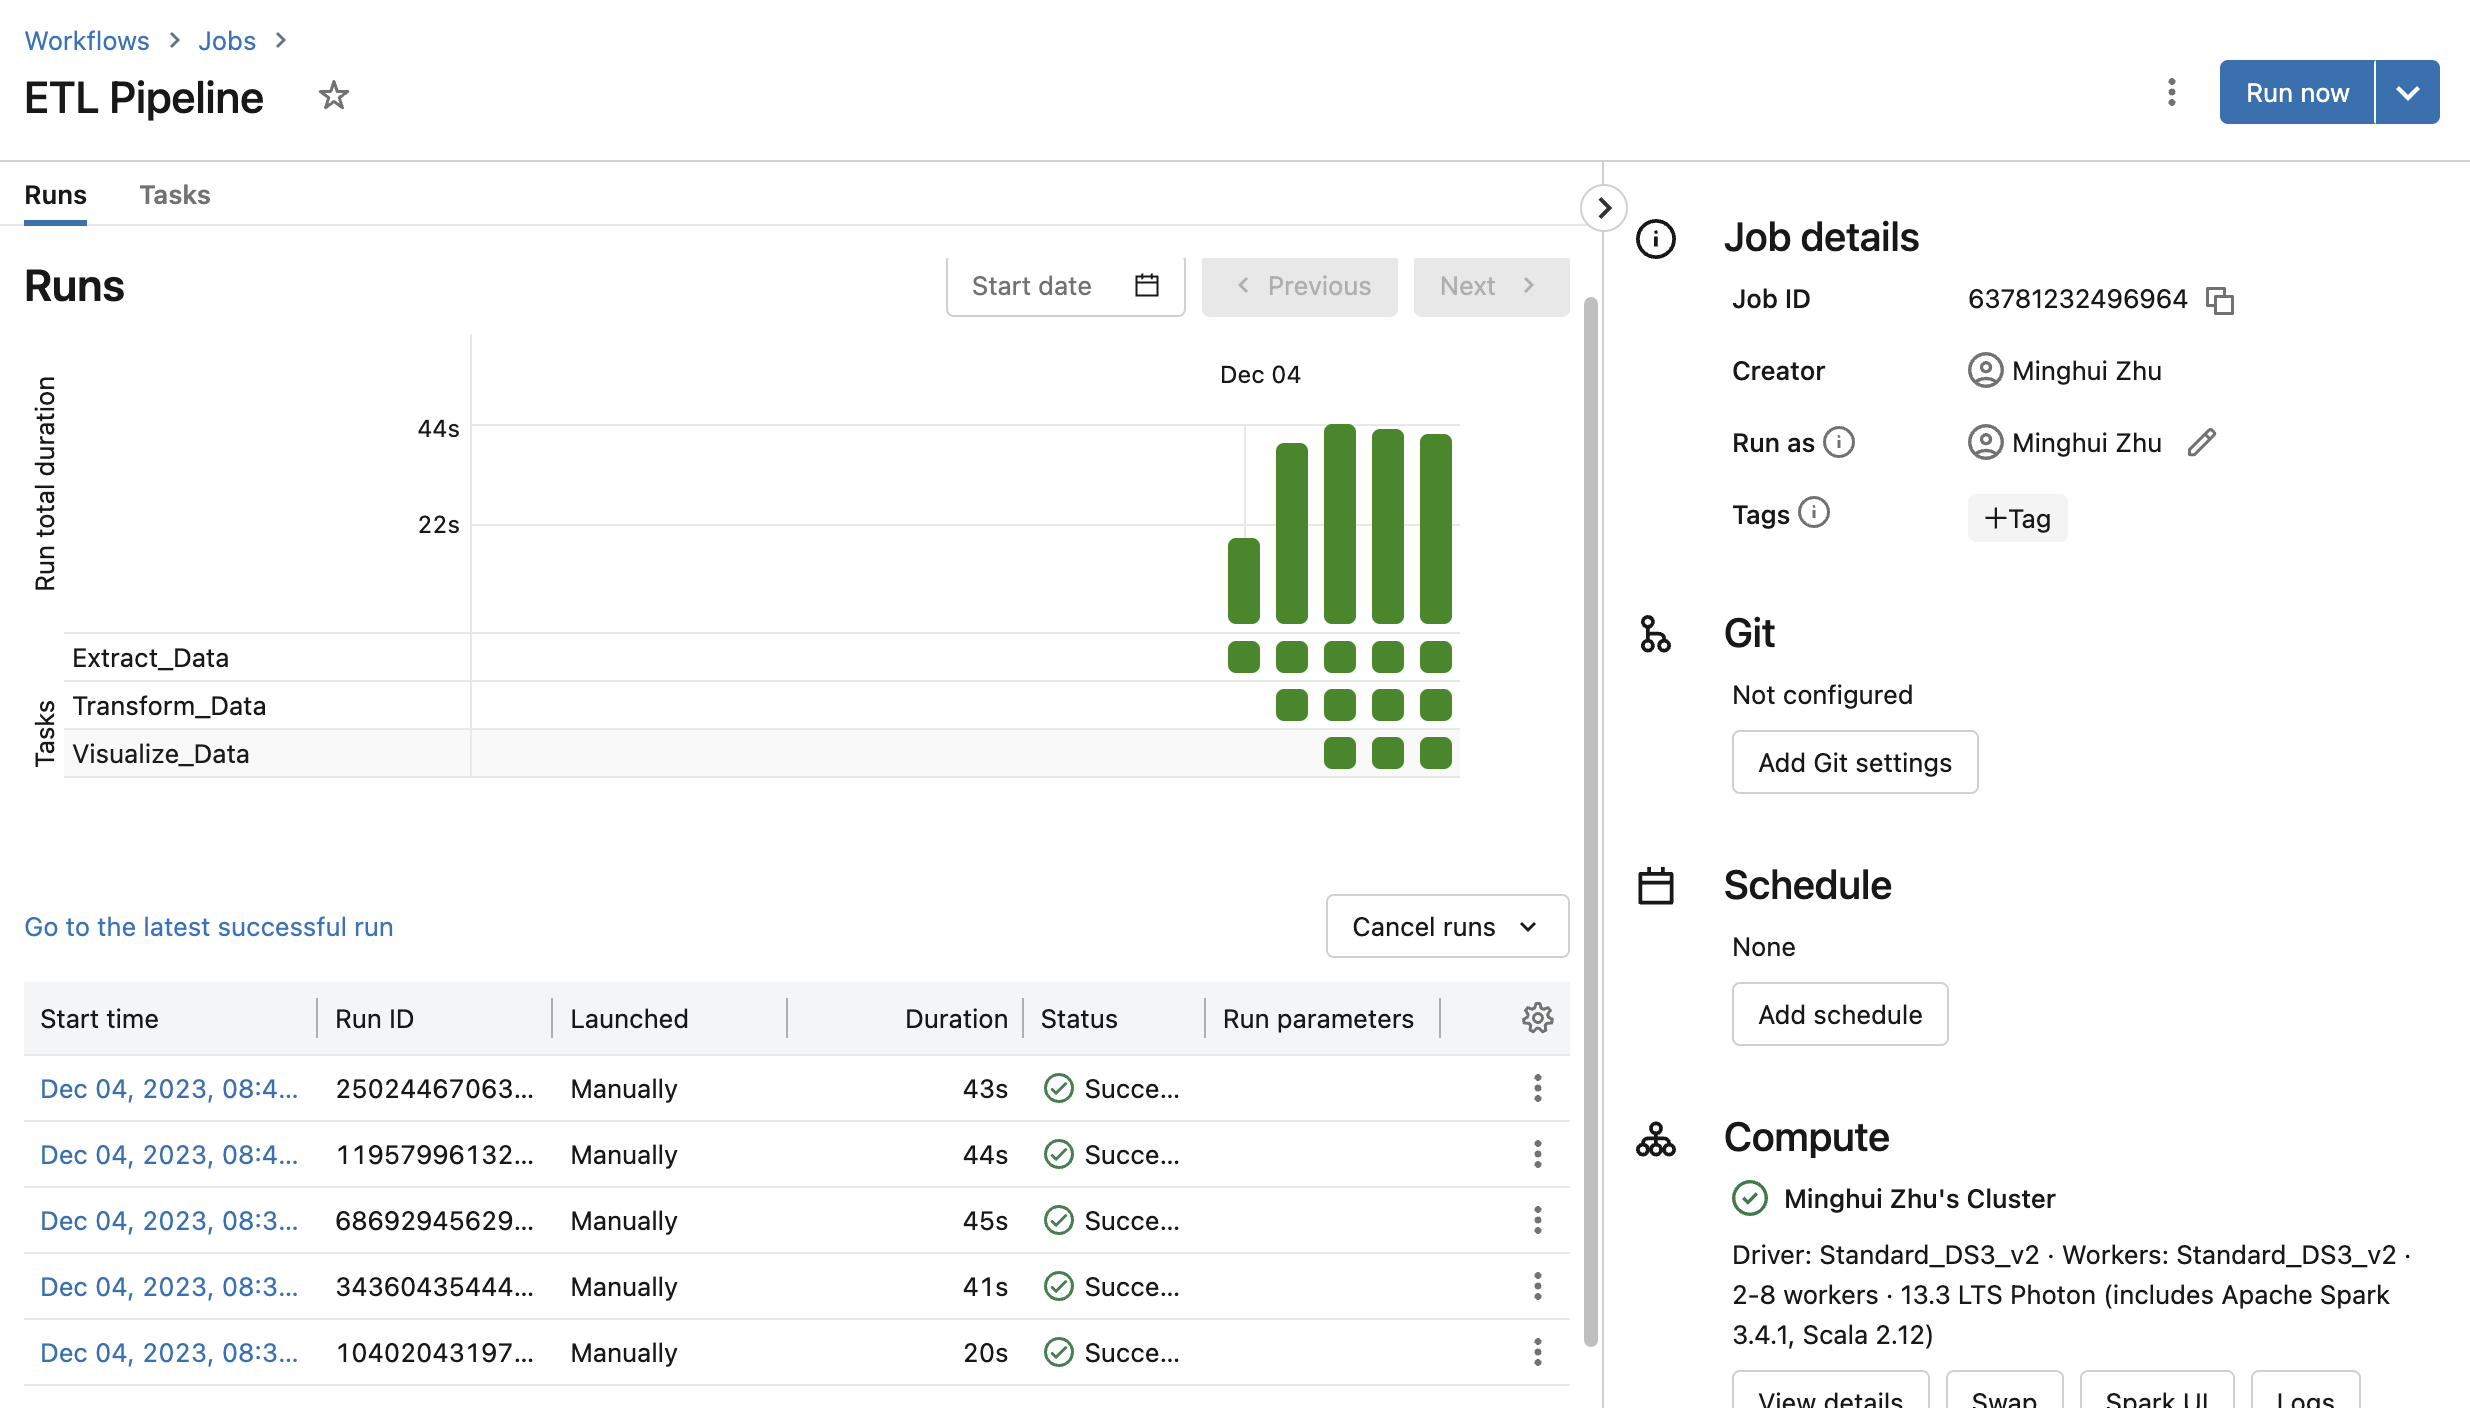 Workflows > Jobs >
ETL Pipeline
Run now
Runs Tasks
Runs
Start date
Previous
Next
Dec 04
Run total duration
44s
22s
Tasks
Extract_Data
Transform_Data
Visualize_Data
Go to the latest successful run
Cancel runs
Start time Run ID Launched Duration Status Run parameters
Dec 04, 2023, 08:4... 25024467063... Manually 43s Succe...
Dec 04, 2023, 08:4... 11957996132... Manually 44s Succe...
Dec 04, 2023, 08:3... 68692945629... Manually 45s Succe...
Dec 04, 2023, 08:3... 34360435444... Manually 41s Succe...
Dec 04, 2023, 08:3... 10402043197... Manually 20s Succe...
Job details
Job ID 63781232496964
Creator Minghui Zhu
Run as Minghui Zhu
Tags +Tag
Git
Not configured
Add Git settings
Schedule
None
Add schedule
Compute
Minghui Zhu's Cluster
Driver: Standard_DS3_v2 · Workers: Standard_DS3_v2 ·
2-8 workers · 13.3 LTS Photon (includes Apache Spark
3.4.1, Scala 2.12)
View details Swap Spark UI Logs